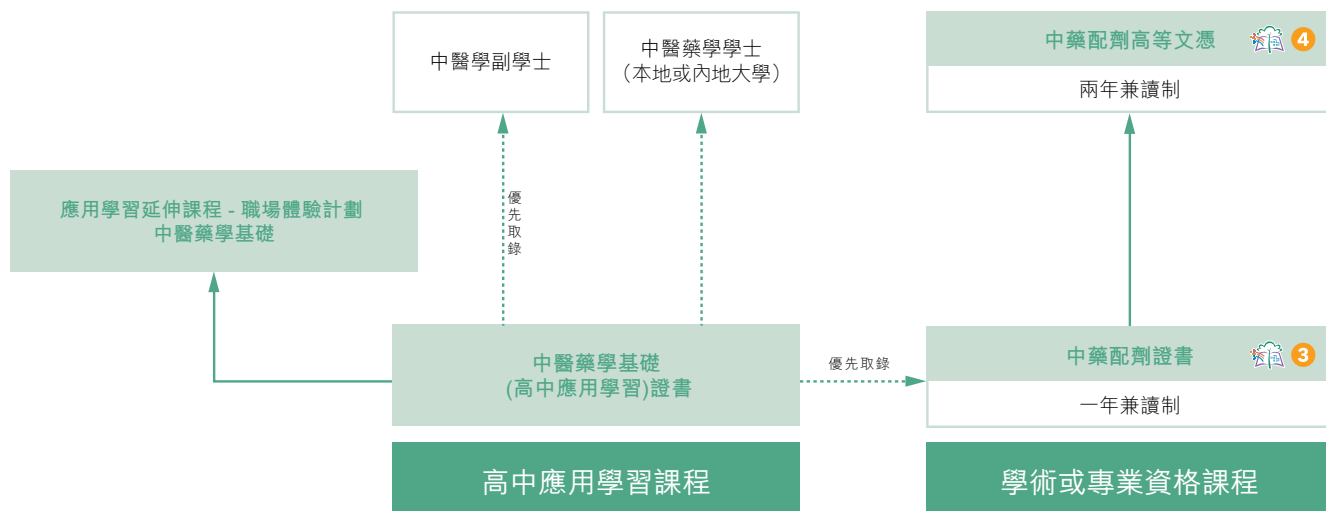 中醫學副學士
中醫藥學學士
（本地或內地大學）
中藥配劑高等文憑 4
兩年兼讀制
應用學習延伸課程 - 職場體驗計劃
中醫藥學基礎
優先取錄
中醫藥學基礎
(高中應用學習)證書
優先取錄
中藥配劑證書 3
一年兼讀制
高中應用學習課程
學術或專業資格課程